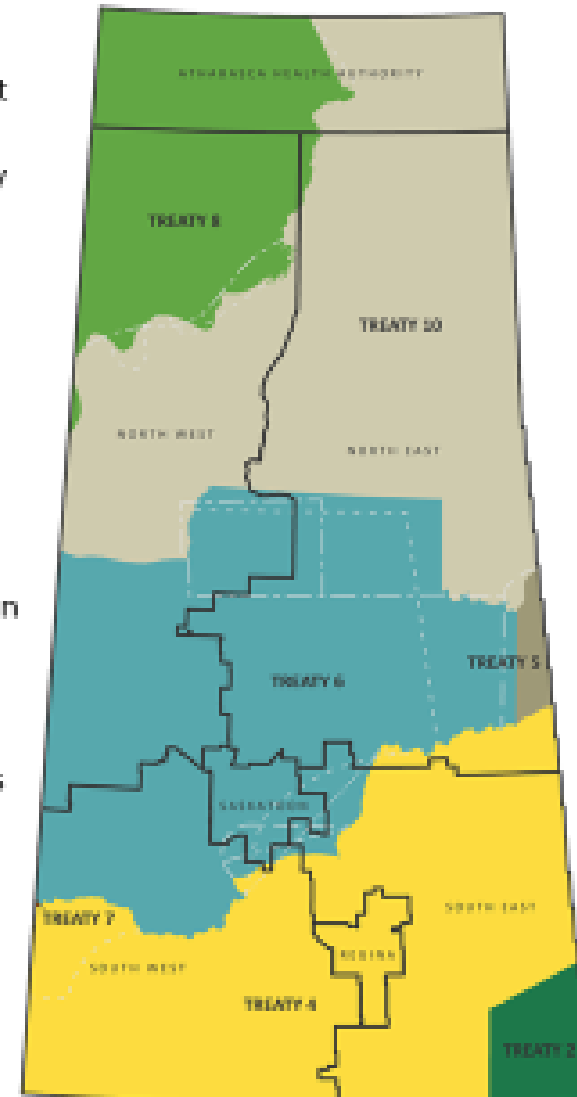 t
ATHABASCA HEALTH AUTHORITY
y
TREATY 8
TREATY 10
NORTH WEST
NORTH EAST
n
TREATY 5
TREATY 6
s
SASKATOON
TREATY 7
SOUTH EAST
REGINA
SOUTH WEST
TREATY 4
TREATY 2